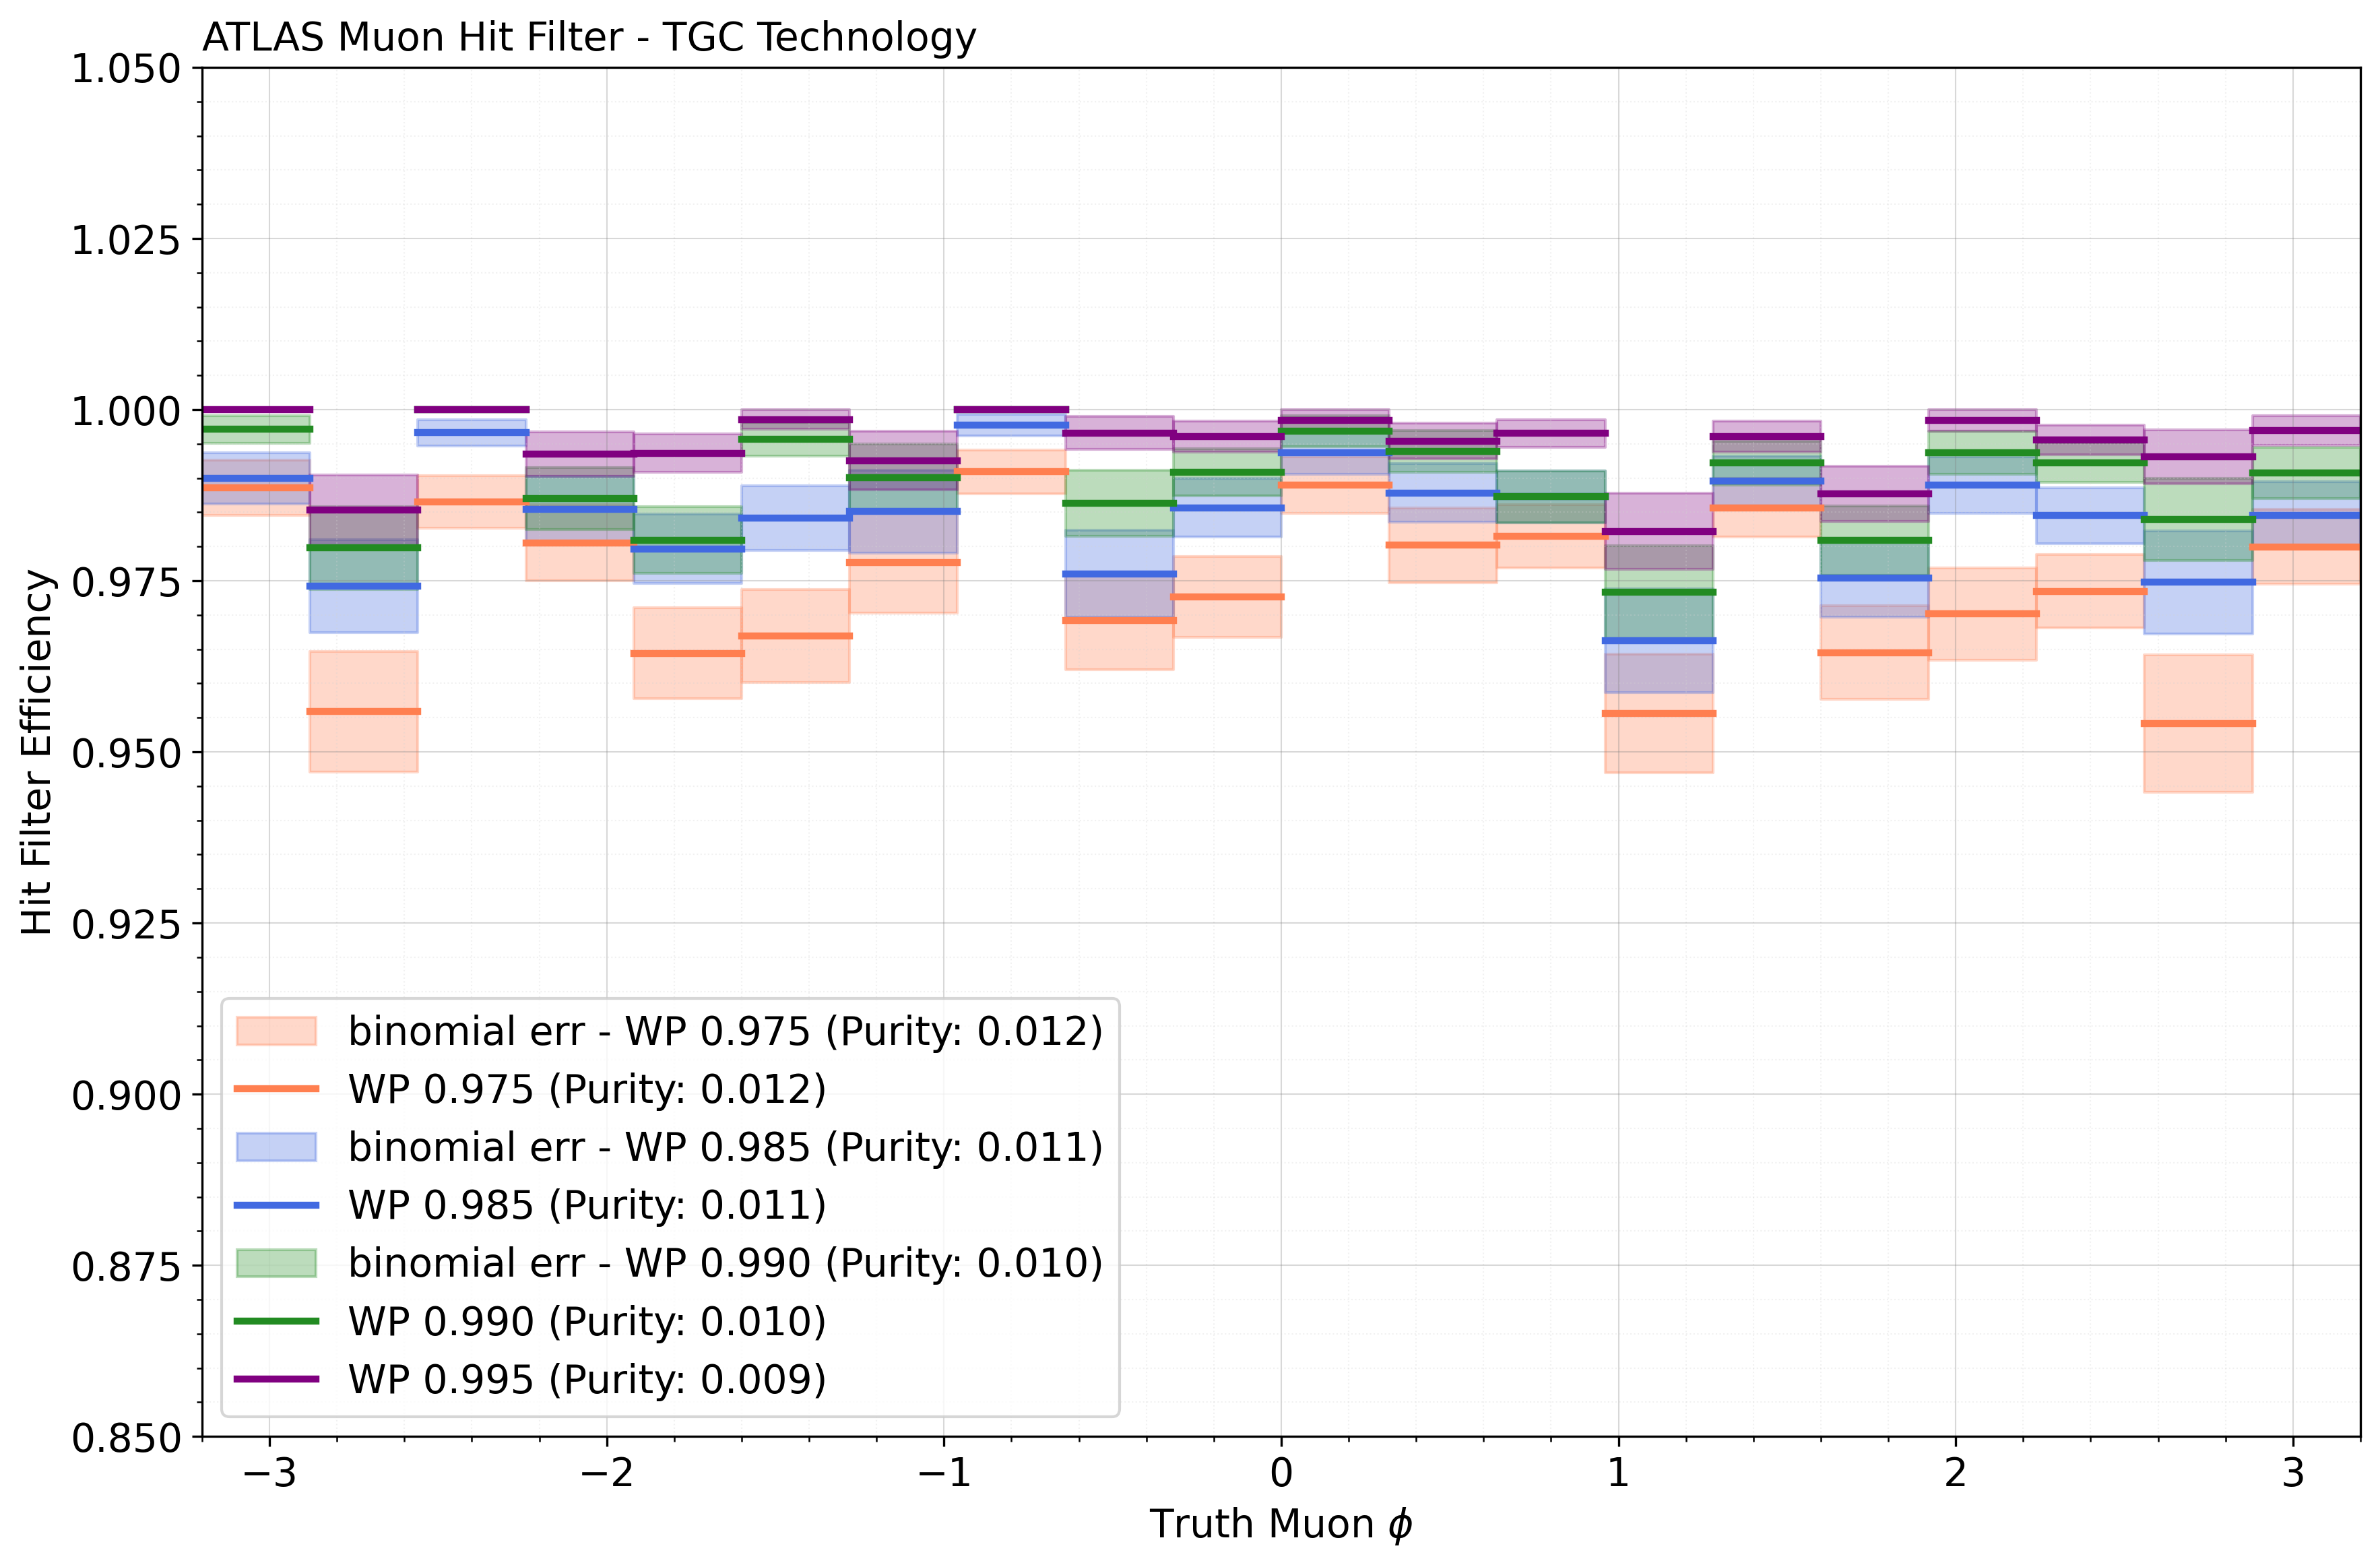 ATLAS Muon Hit Filter - TGC Technology
1.050
1.025
1.000
0.975
0.950
0.925
0.900
0.875
0.850
Hit Filter Efficiency
binomial err - WP 0.975 (Purity: 0.012)
WP 0.975 (Purity: 0.012)
binomial err - WP 0.985 (Purity: 0.011)
WP 0.985 (Purity: 0.011)
binomial err - WP 0.990 (Purity: 0.010)
WP 0.990 (Purity: 0.010)
WP 0.995 (Purity: 0.009)
−3 −2 −1 0 1 2 3
Truth Muon ϕ